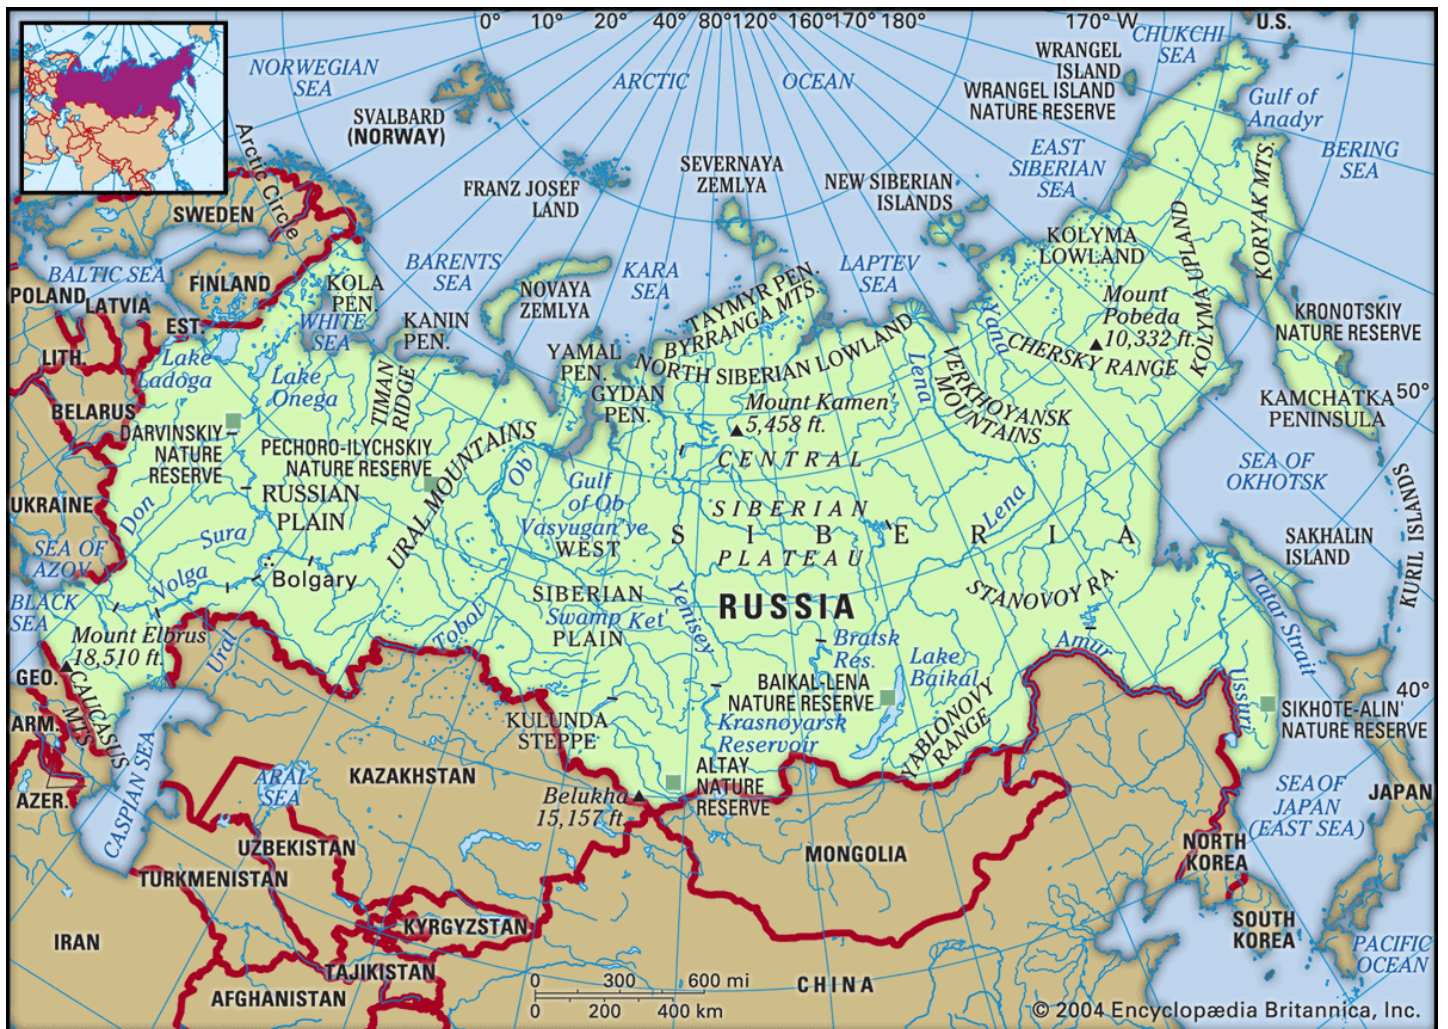 0° 10° 20° 40° 80° 120° 160° 170° 180° 170° W
U.S.
CHUKCHI
SEA
NORWEGIAN
SEA
ARCTIC OCEAN
WRANGEL
ISLAND
WRANGEL ISLAND
NATURE RESERVE
Gulf of
Anadyr
SVALBARD
(NORWAY)
Arctic Circle
EAST
SIBERIAN
SEA
BERING
SEA
SEVERNAYA
ZEMLYA
NEW SIBERIAN
ISLANDS
FRANZ JOSEF
LAND
SWEDEN
KORYAK MTS.
KOLYMA
LOWLAND
KOLYMA UPLAND
BALTIC SEA
FINLAND
KOLA
PEN.
BARENTS
SEA
NOVAYA
ZEMLYA
KARA
SEA
LAPTEV
SEA
TAYMYR PEN.
BYRRANGA MTS.
POLAND
LATVIA
EST.
LITH.
WHITE
SEA
KANIN
PEN.
Mount
Pobeda
10,332 ft.
KRONOTSKIY
NATURE RESERVE
Yana
CHERSKY RANGE
Lake
Ladoga
Lake
Onega
TIMAN
RIDGE
YAMAL
PEN.
GYDAN
PEN.
NORTH SIBERIAN LOWLAND
Lena
VERKHOYANSK
MOUNTAINS
KAMCHATKA
PENINSULA
50°
BELARUS
DARVINSKIY
NATURE
RESERVE
PECHORO-ILYCHSKIY
NATURE RESERVE
URAL MOUNTAINS
Mount Kamen'
5,458 ft.
CENTRAL
SIBERIAN
PLATEAU
SEA OF
OKHOTSK
Ob'
Gulf
of Ob
UKRAINE
RUSSIAN
PLAIN
Don
Sura
Vasyugan'ye
WEST
SIBERIAN
Swamp
PLAIN
Ket'
SIBERIA
Lena
SAKHALIN
ISLAND
KURIL ISLANDS
SEA OF
AZOV
Volga
Bolgary
BLACK
SEA
RUSSIA
STANOVOY RA.
Tatar Strait
Yenisey
Mount Elbrus
18,510 ft.
Ural
Tobol
Bratsk
Res.
Lake
Baikal
Amur
Ussuri
GEO.
CAUCASUS
MTS.
BAIKAL-LENA
NATURE RESERVE
40°
ARM.
KULUNDA
STEPPE
Krasnoyarsk
Reservoir
YABLONOVY
RANGE
SIKHOTE-ALIN'
NATURE RESERVE
AZER.
CASPIAN SEA
ARAL
SEA
KAZAKHSTAN
Belukha
15,157 ft.
ALTAY
NATURE
RESERVE
SEA OF
JAPAN
(EAST SEA)
JAPAN
UZBEKISTAN
TURKMENISTAN
MONGOLIA
NORTH
KOREA
IRAN
KYRGYZSTAN
SOUTH
KOREA
PACIFIC
OCEAN
TAJIKISTAN
AFGHANISTAN
CHINA
0 300 600 mi
0 200 400 km
© 2004 Encyclopædia Britannica, Inc.